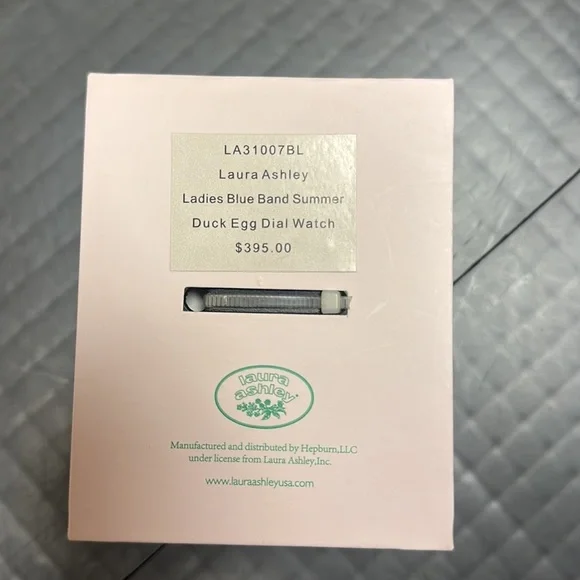 LA31007BL
Laura Ashley
Ladies Blue Band Summer
Duck Egg Dial Watch
$395.00
laura
ashley
Manufactured and distributed by Hepburn,LLC
under license from Laura Ashley,Inc.
www.lauraashleyusa.com